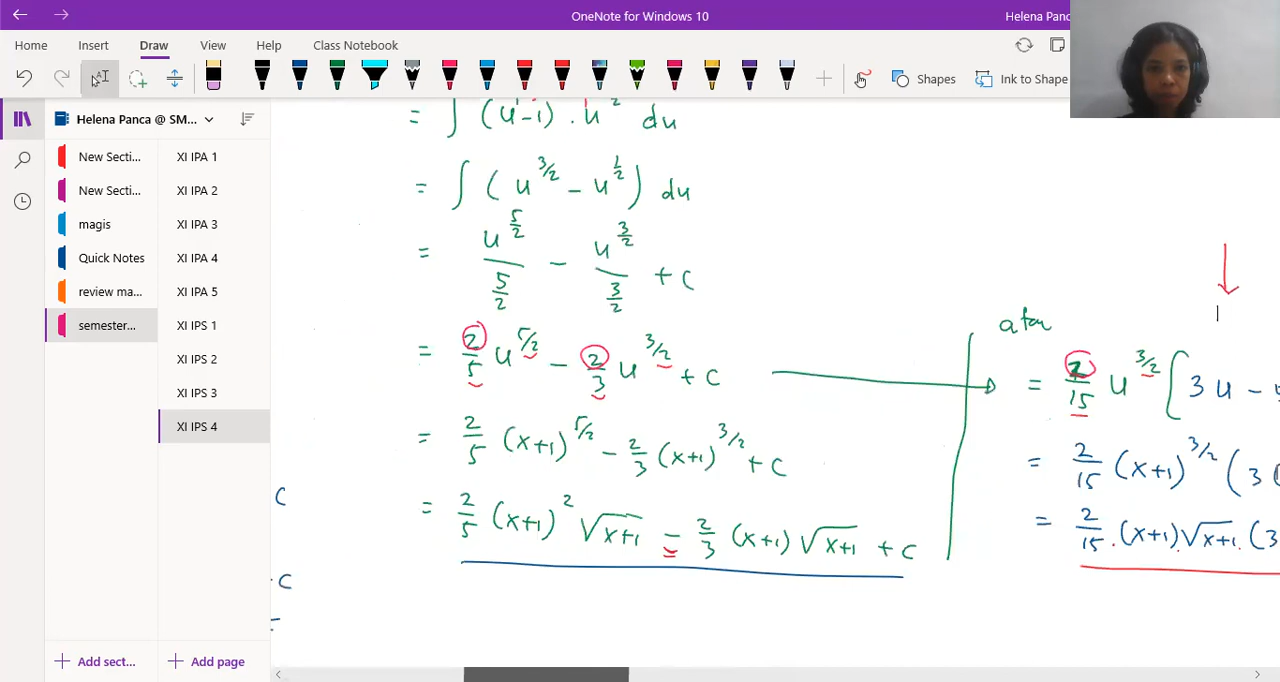 OneNote for Windows 10
Helena Panca
Home Insert Draw View Help Class Notebook
Shapes Ink to Shape
Helena Panca @ SM...
New Secti... XI IPA 1
New Secti... XI IPA 2
magis XI IPA 3
Quick Notes XI IPA 4
review ma... XI IPA 5
semester... XI IPS 1
XI IPS 2
XI IPS 3
XI IPS 4
Add sect... Add page
= ∫ (u-1) . u^½ du
= ∫ (u^3/2 - u^1/2) du
= u^5/2 / 5/2 - u^3/2 / 3/2 + C
= 2/5 u^5/2 - 2/3 u^3/2 + C
= 2/5 (x+1)^5/2 - 2/3 (x+1)^3/2 + C
= 2/5 (x+1)^2 √x+1 - 2/3 (x+1) √x+1 + C
C
C
atau
= 2/15 u^3/2 [ 3u -
= 2/15 (x+1)^3/2 ( 3
= 2/15 . (x+1) √x+1 . (3